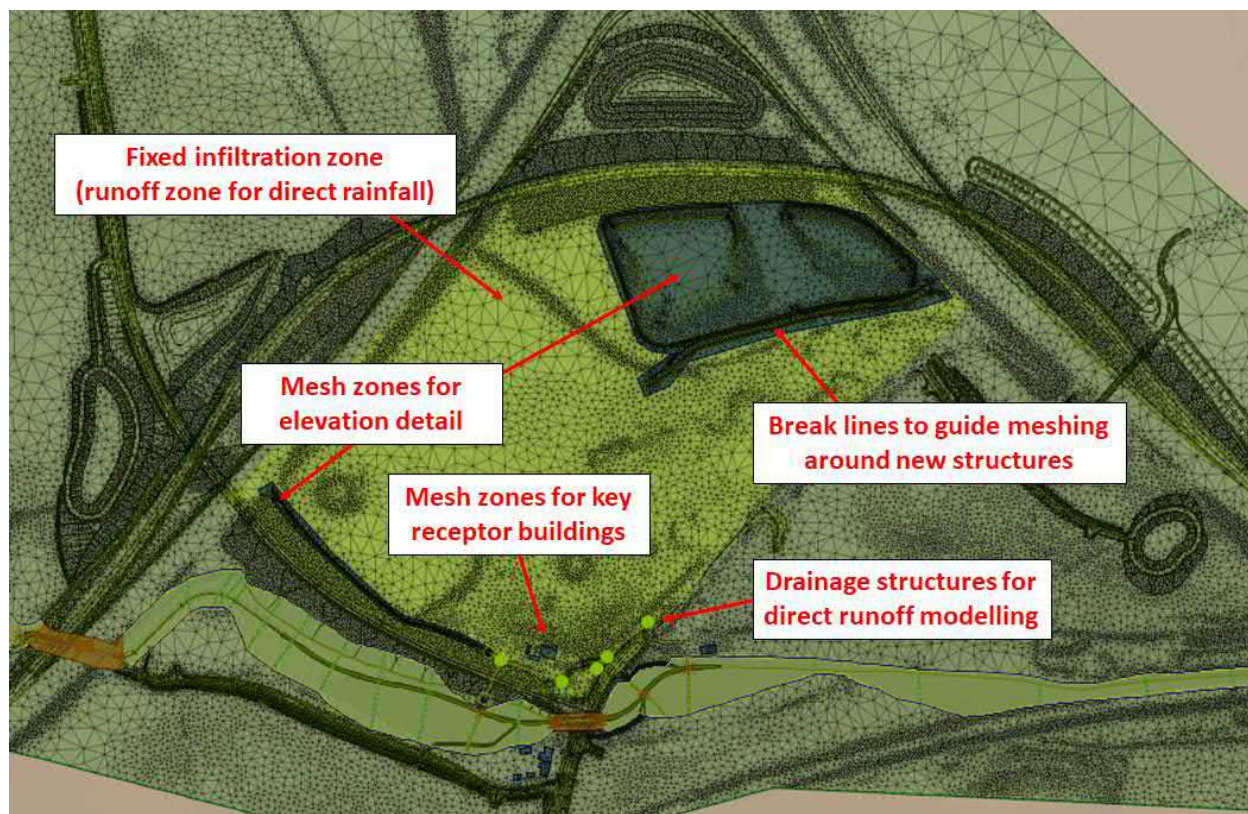 Fixed infiltration zone
(runoff zone for direct rainfall)
Mesh zones for
elevation detail
Break lines to guide meshing
around new structures
Mesh zones for key
receptor buildings
Drainage structures for
direct runoff modelling